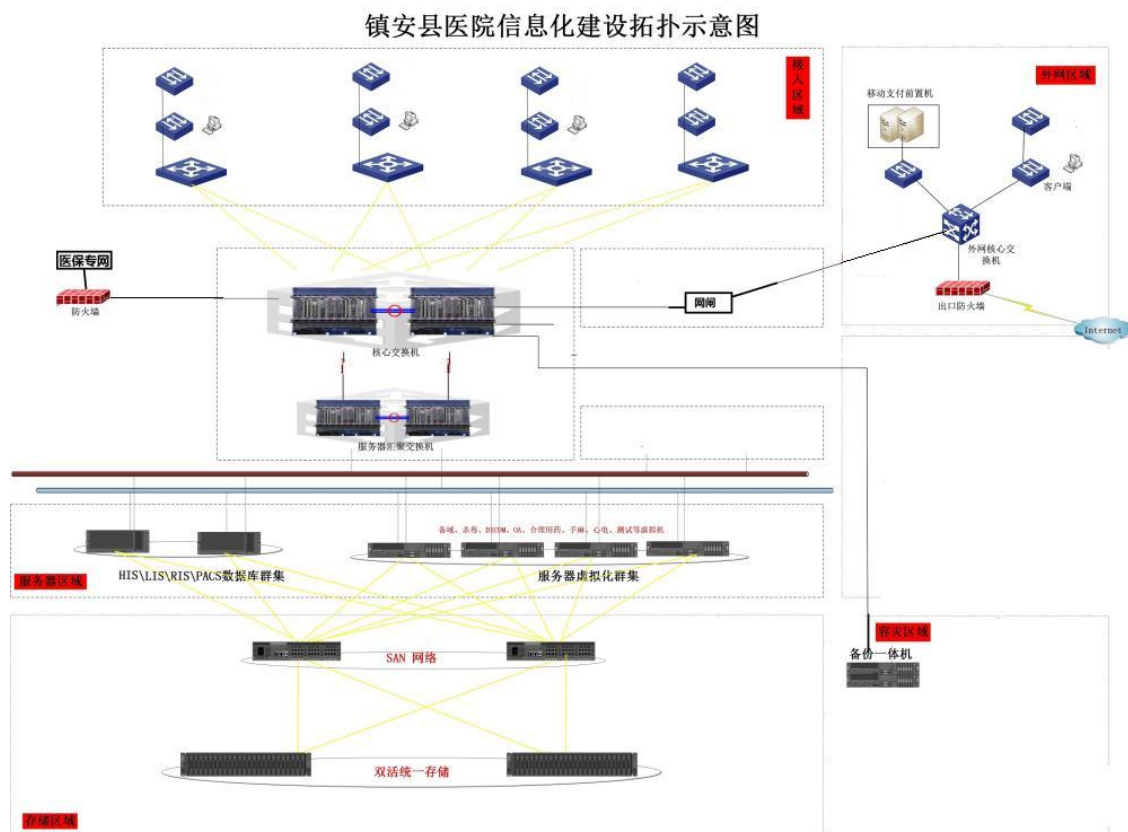 镇安县医院信息化建设拓扑示意图
接入区域
外网区域
移动支付前置机
客户端
外网核心交
换机
出口防火墙
Internet
医保专网
防火墙
网闸
核心交换机
服务器汇聚交换机
备域、杀毒、DICOM、OA、合理用药、手麻、心电、测试等虚拟机
HIS\LIS\RIS\PACS数据库群集
服务器虚拟化群集
服务器区域
容灾区域
备份一体机
SAN 网络
双活统一存储
存储区域